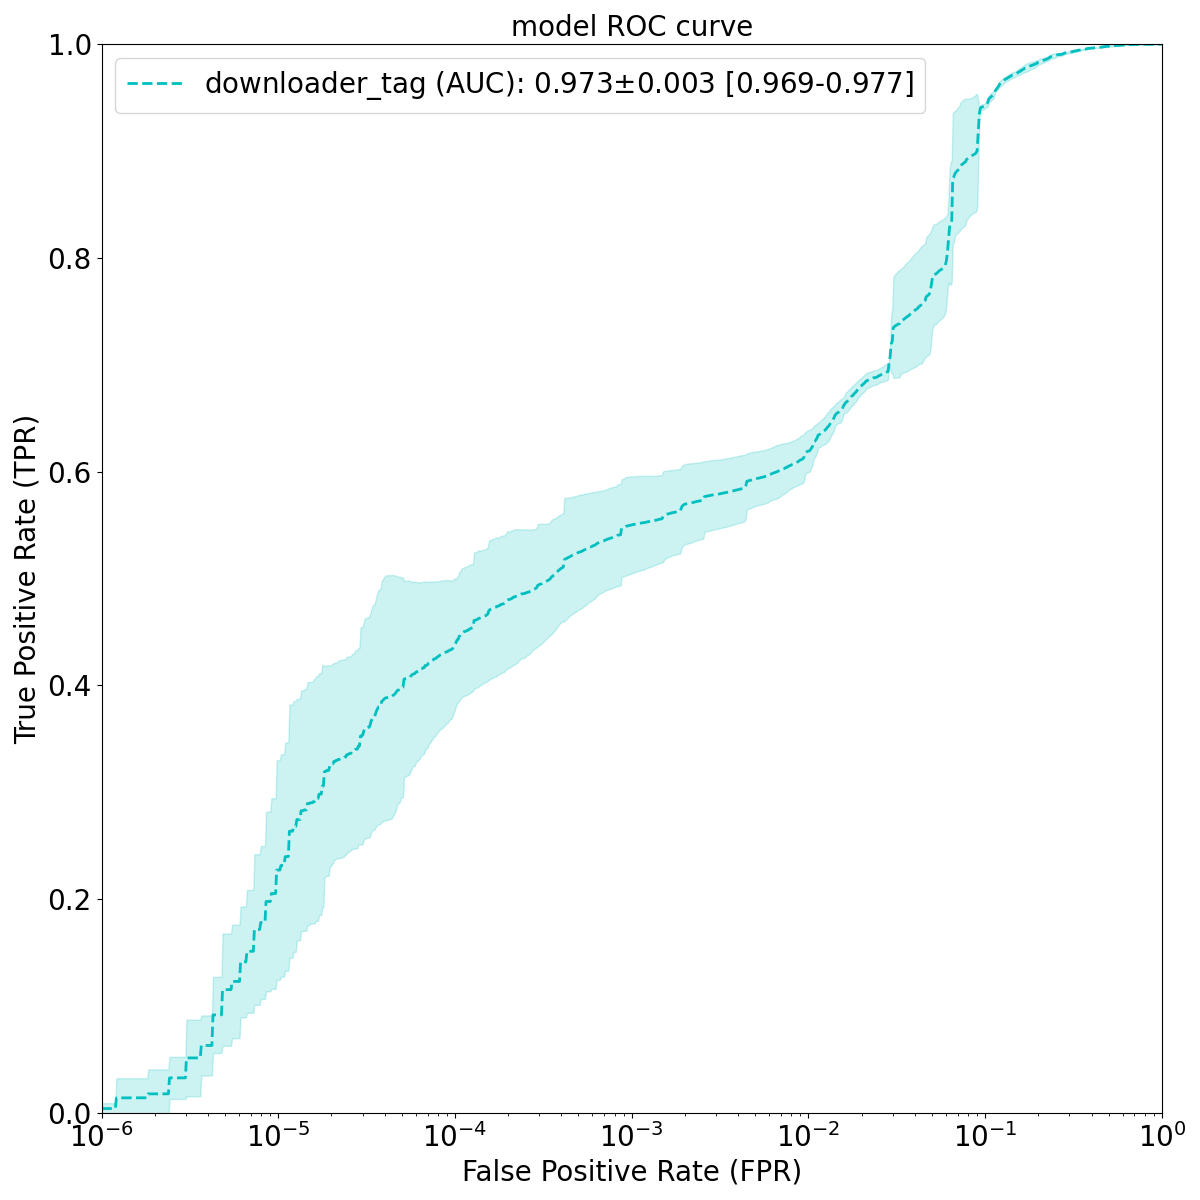 model ROC curve
downloader_tag (AUC): 0.973±0.003 [0.969-0.977]
True Positive Rate (TPR)
1.0
0.8
0.6
0.4
0.2
0.0
10⁻⁶ 10⁻⁵ 10⁻⁴ 10⁻³ 10⁻² 10⁻¹ 10⁰
False Positive Rate (FPR)